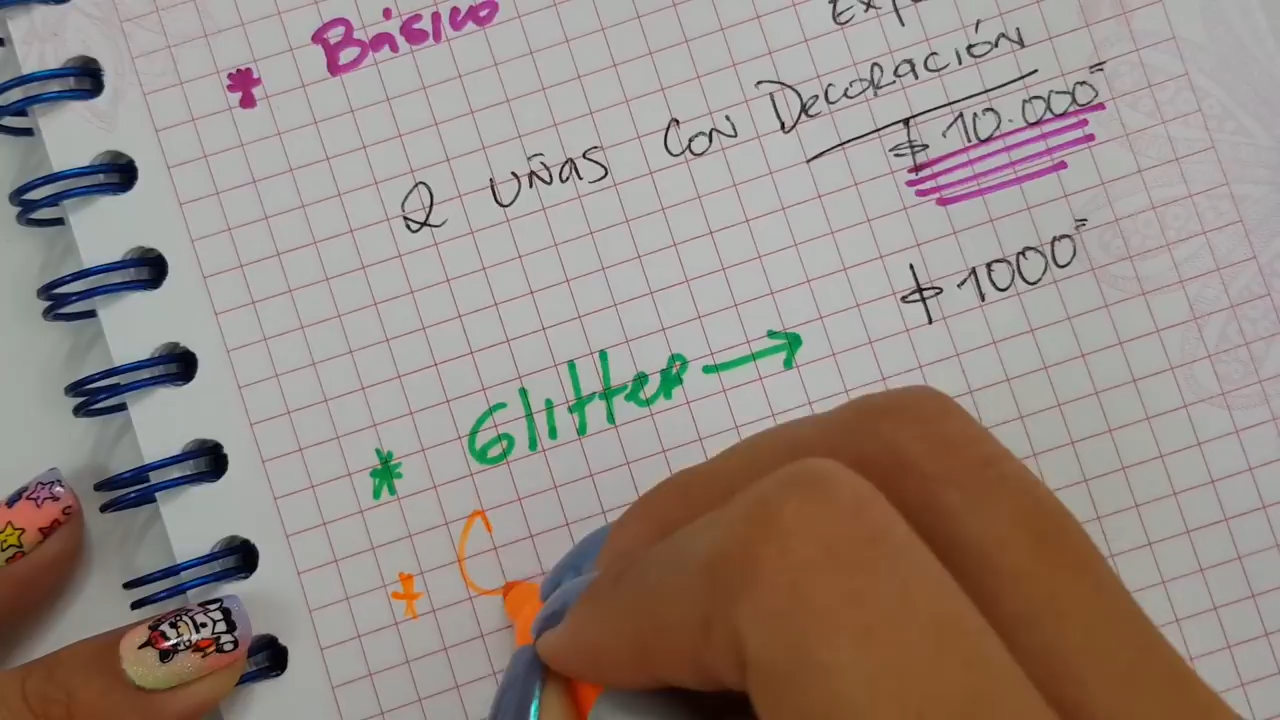 * Básico
2 uñas con Decoración
$ 10.000=
$ 1000=
* Glitter →
* C